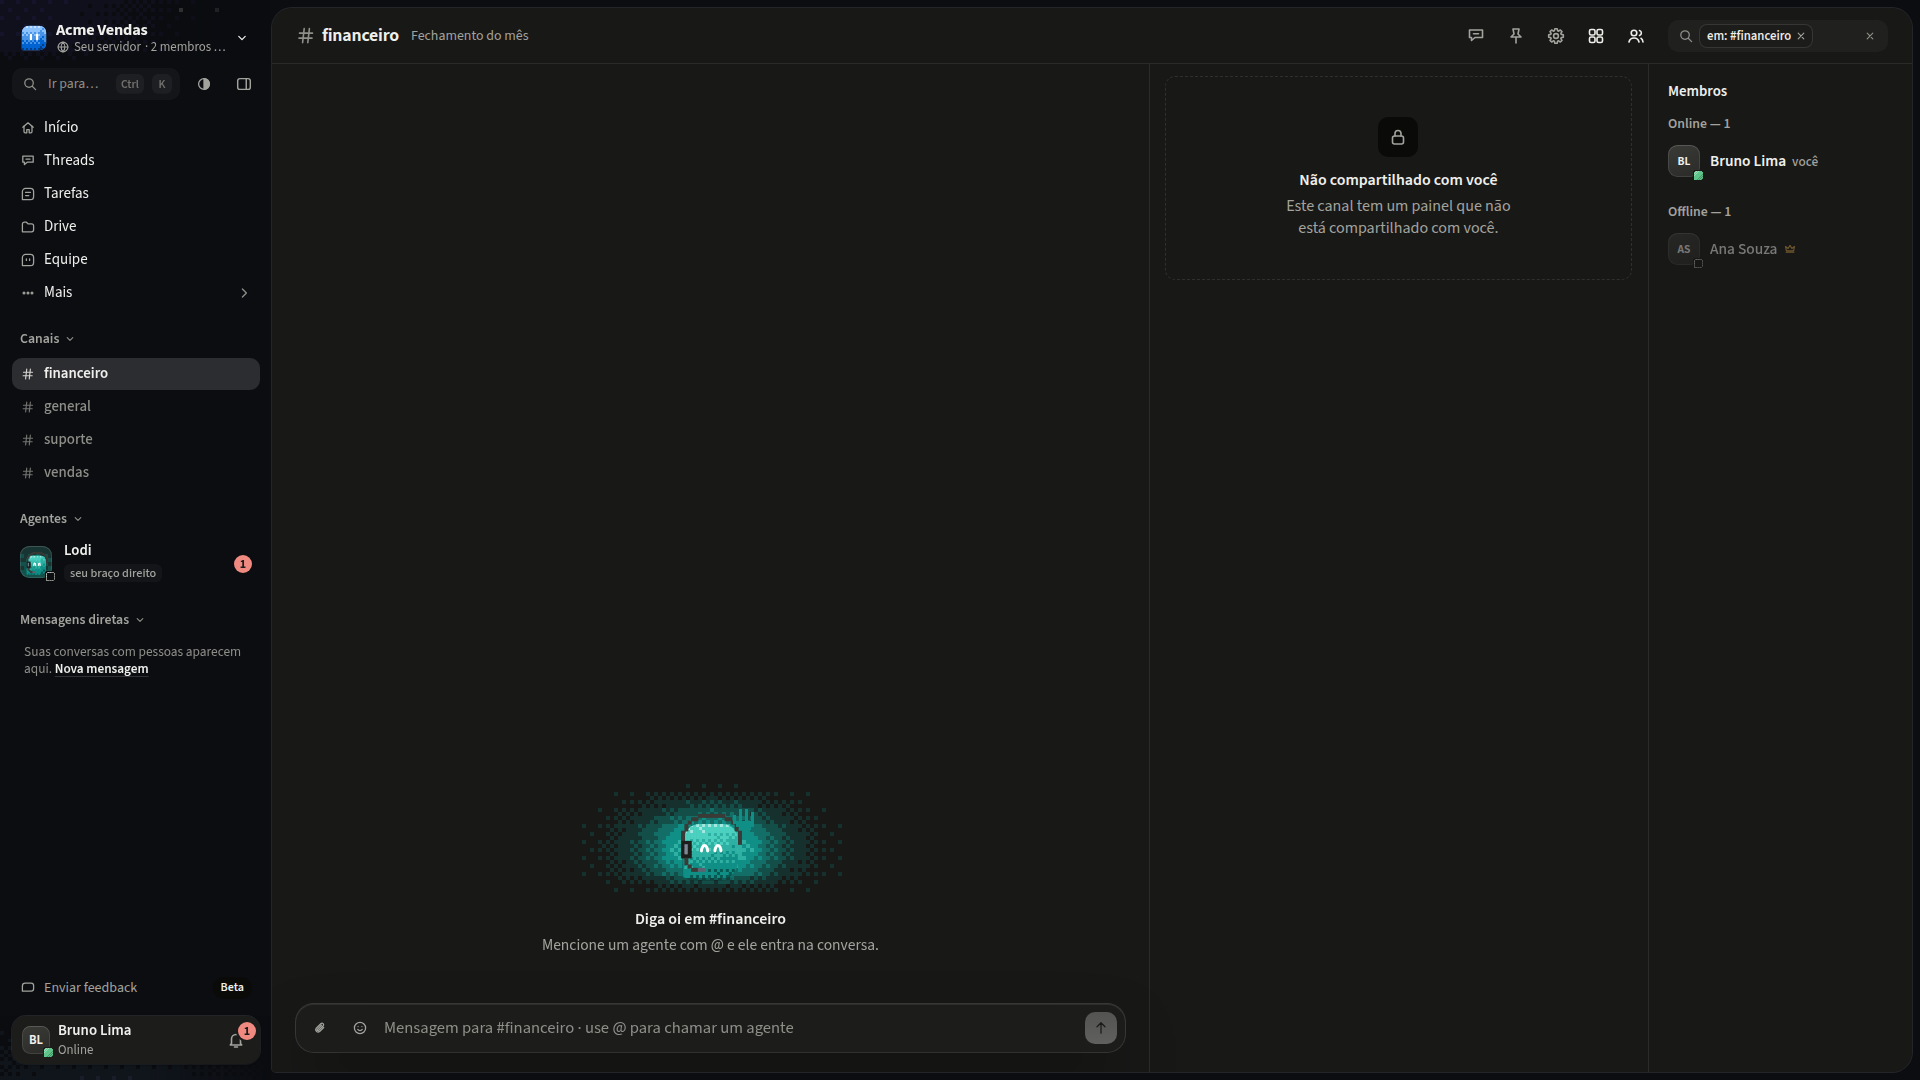 Acme Vendas
Seu servidor · 2 membros …
Ir para…
Ctrl
K
Início
Threads
Tarefas
Drive
Equipe
Mais
Canais
financeiro
general
suporte
vendas
Agentes
Lodi
seu braço direito
1
Mensagens diretas
Suas conversas com pessoas aparecem
aqui. Nova mensagem
Enviar feedback
Beta
BL
Bruno Lima
Online
1
financeiro
Fechamento do mês
em: #financeiro
Diga oi em #financeiro
Mencione um agente com @ e ele entra na conversa.
Mensagem para #financeiro · use @ para chamar um agente
Não compartilhado com você
Este canal tem um painel que não
está compartilhado com você.
Membros
Online — 1
BL
Bruno Lima você
Offline — 1
AS
Ana Souza